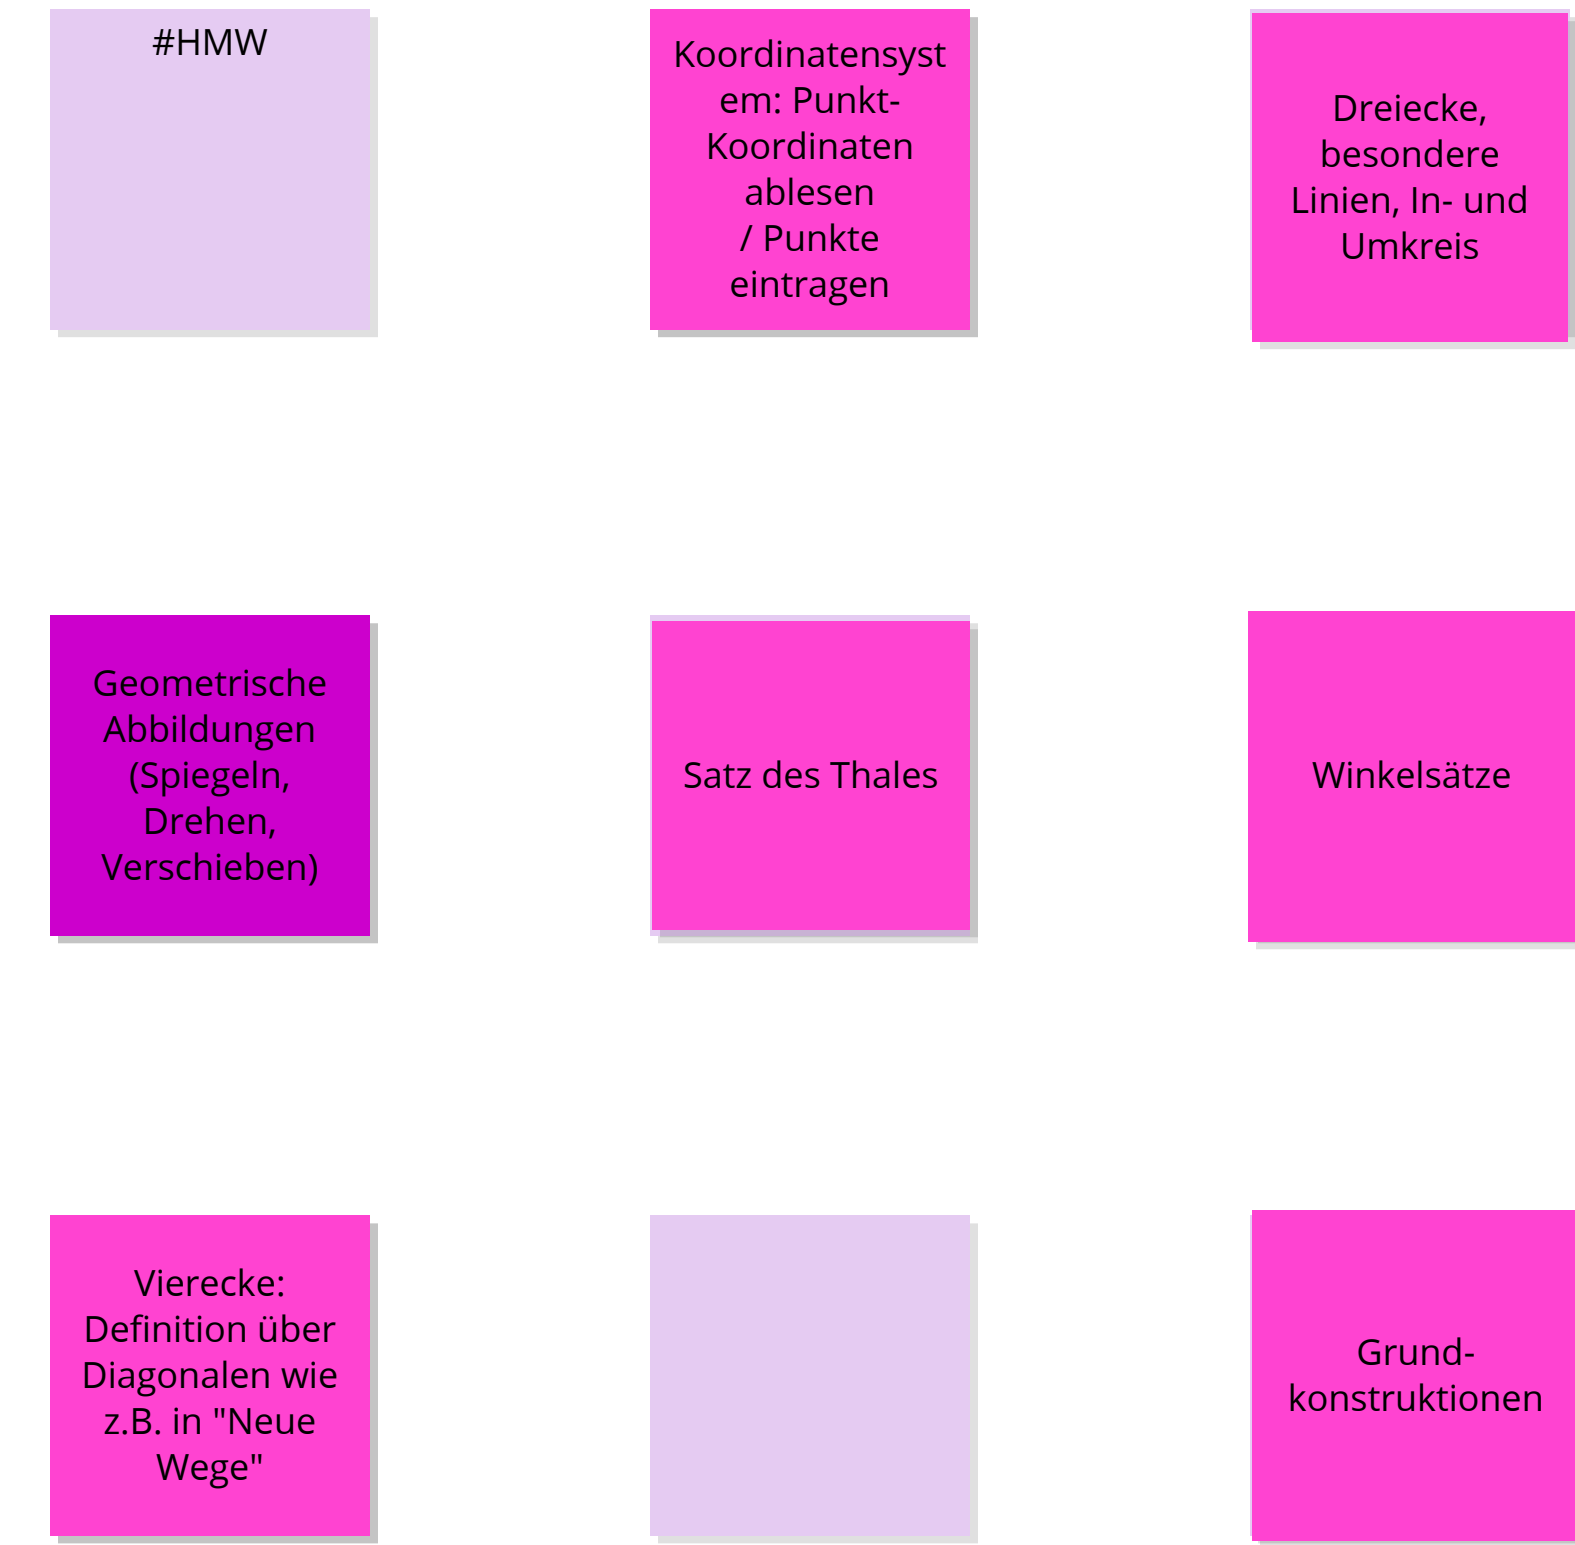 #HMW
Koordinatensyst
em: Punkt-
Koordinaten
ablesen
/ Punkte
eintragen
Dreiecke,
besondere
Linien, In- und
Umkreis
Geometrische
Abbildungen
(Spiegeln,
Drehen,
Verschieben)
Satz des Thales
Winkelsätze
Vierecke:
Definition über
Diagonalen wie
z.B. in "Neue
Wege"
Grund-
konstruktionen